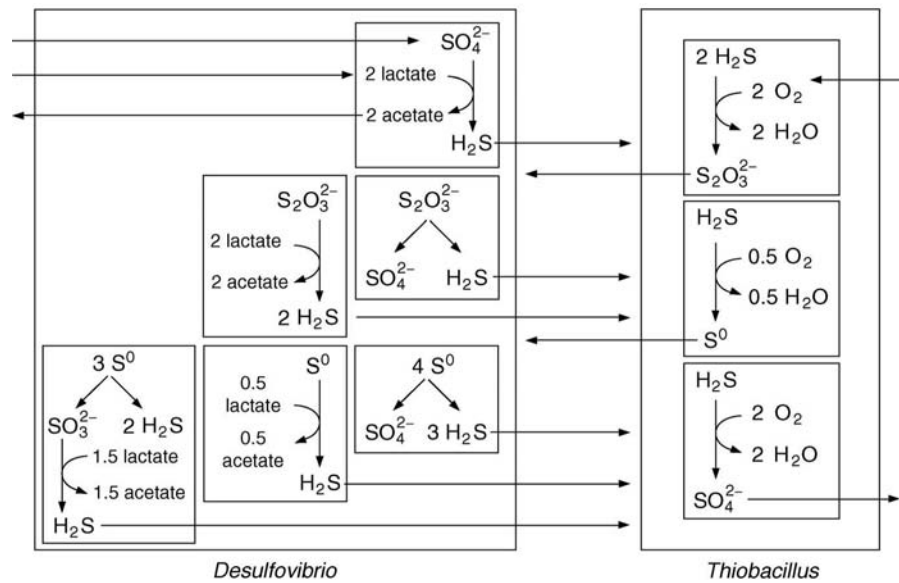 SO₄²⁻
2 lactate
2 acetate
H₂S
S₂O₃²⁻
2 lactate
2 acetate
2 H₂S
S₂O₃²⁻
SO₄²⁻ H₂S
3 S⁰
SO₃²⁻ 2 H₂S
1.5 lactate
1.5 acetate
H₂S
S⁰
0.5
lactate
0.5
acetate
H₂S
4 S⁰
SO₄²⁻ 3 H₂S
Desulfovibrio
2 H₂S
2 O₂
2 H₂O
S₂O₃²⁻
H₂S
0.5 O₂
0.5 H₂O
S⁰
H₂S
2 O₂
2 H₂O
SO₄²⁻
Thiobacillus